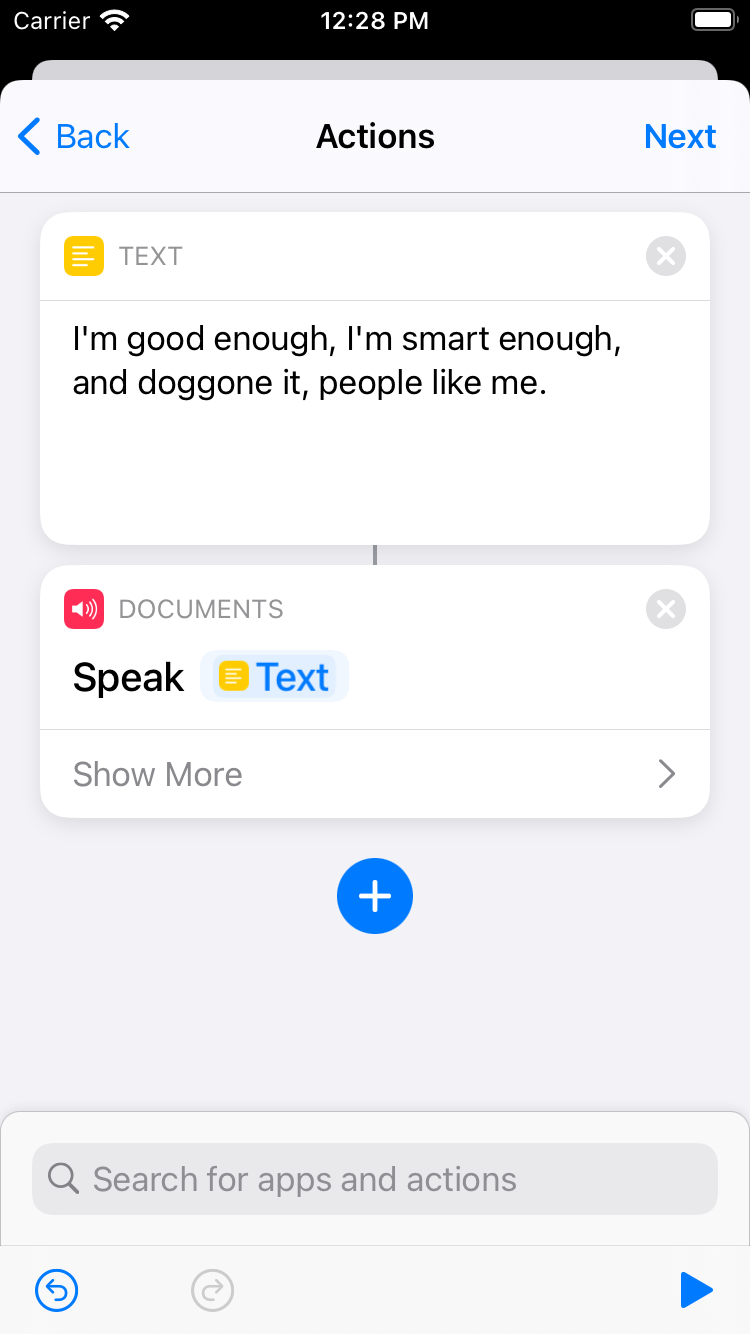 Carrier 12:28 PM
Back Actions Next
TEXT
I'm good enough, I'm smart enough,
and doggone it, people like me.
DOCUMENTS
Speak Text
Show More
Search for apps and actions